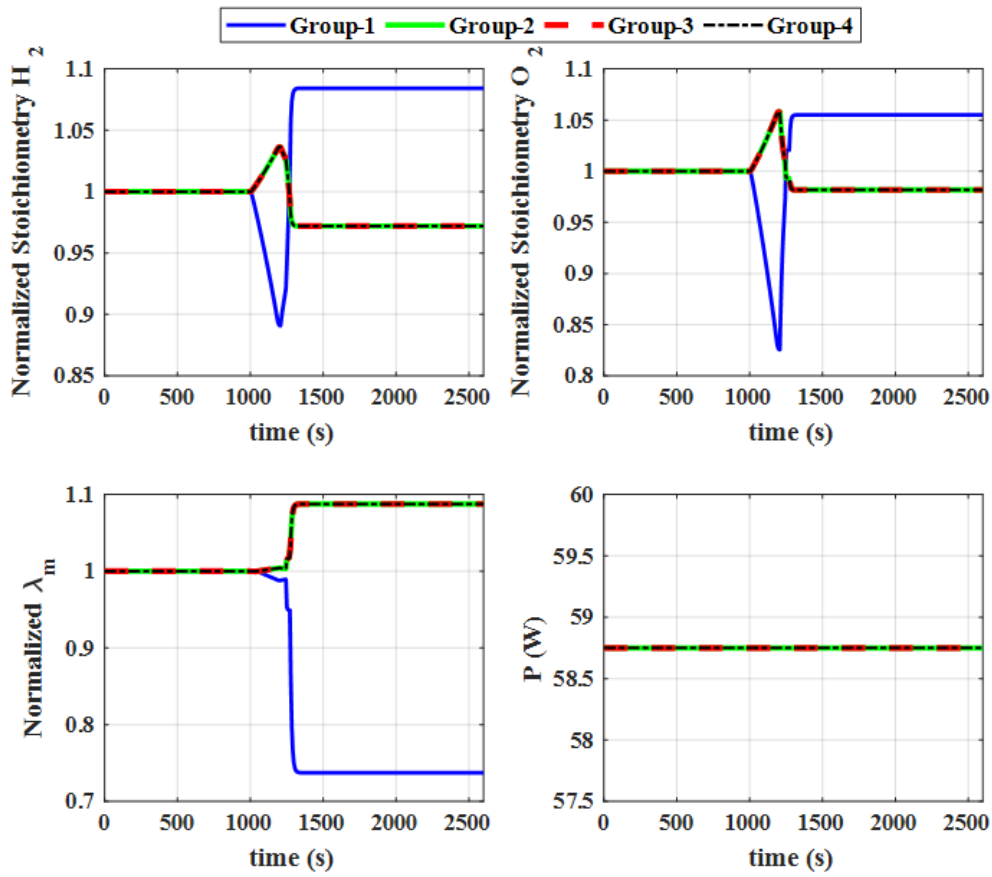 Group-1 Group-2 Group-3 Group-4
Normalized Stoichiometry H2
1.1
1.05
1
0.95
0.9
0.85
0 500 1000 1500 2000 2500
time (s)
Normalized Stoichiometry O2
1.1
1.05
1
0.95
0.9
0.85
0.8
0 500 1000 1500 2000 2500
time (s)
Normalized λm
1.1
1
0.9
0.8
0.7
0 500 1000 1500 2000 2500
time (s)
P (W)
60
59.5
59
58.5
58
57.5
0 500 1000 1500 2000 2500
time (s)